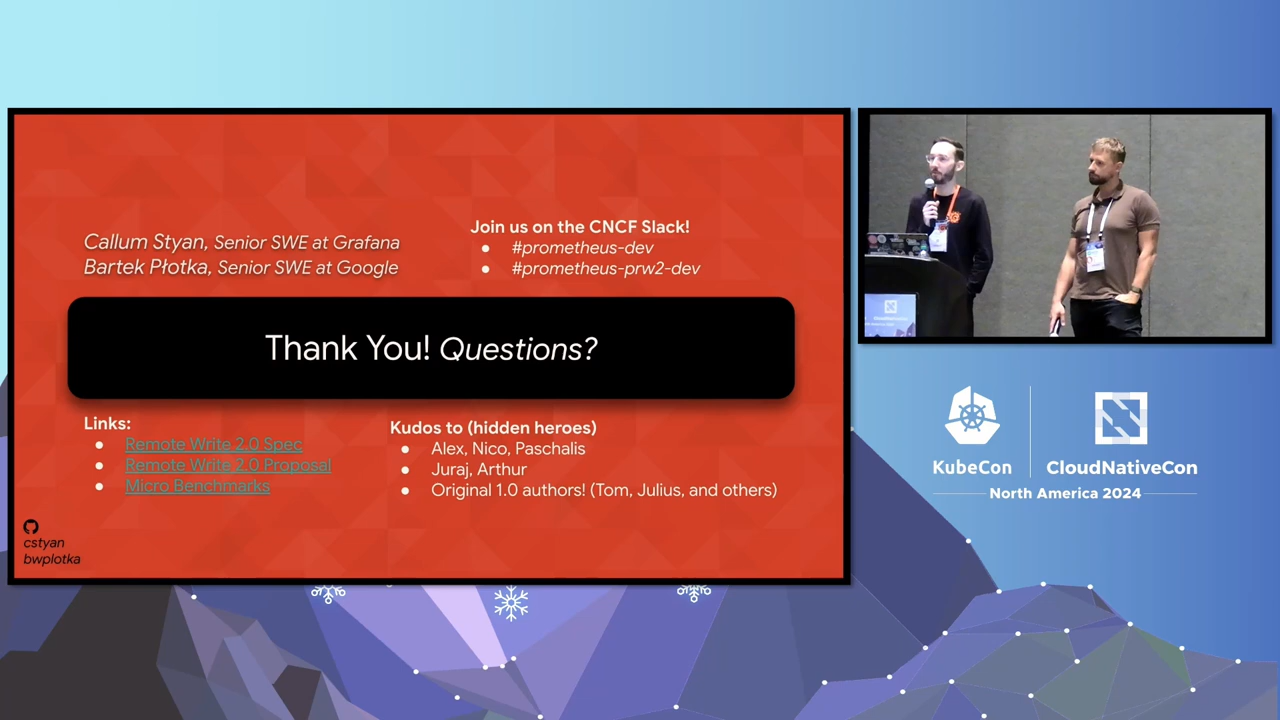 Callum Styan, Senior SWE at Grafana
Bartek Płotka, Senior SWE at Google
Join us on the CNCF Slack!
● #prometheus-dev
● #prometheus-prw2-dev
Thank You! Questions?
Links:
● Remote Write 2.0 Spec
● Remote Write 2.0 Proposal
● Micro Benchmarks
Kudos to (hidden heroes)
● Alex, Nico, Paschalis
● Juraj, Arthur
● Original 1.0 authors! (Tom, Julius, and others)
cstyan
bwplotka
KubeCon
CloudNativeCon
North America 2024